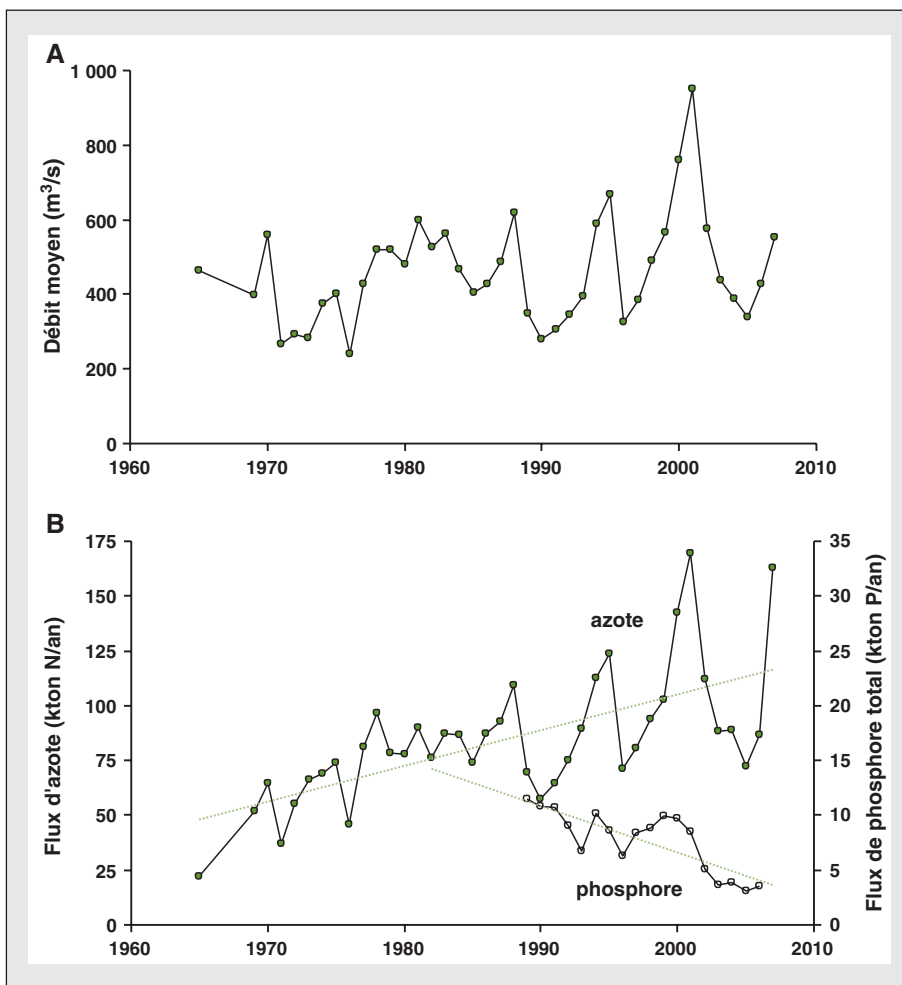 A
Débit moyen (m³/s)
1 000
800
600
400
200
0
1960 1970 1980 1990 2000 2010
B
Flux d'azote (kton N/an)
175
150
125
100
75
50
25
0
azote
phosphore
35
30
25
20
15
10
5
0
Flux de phosphore total (kton P/an)
1960 1970 1980 1990 2000 2010